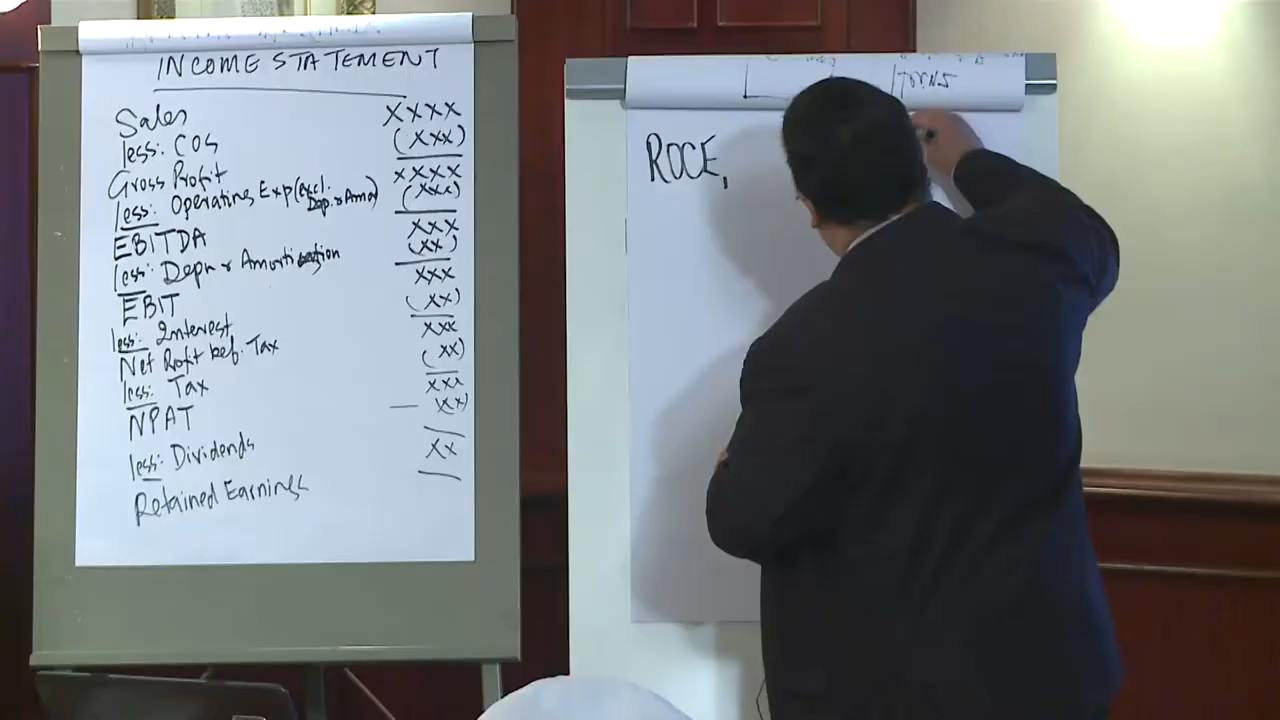 INCOME STATEMENT
Sales XXXX
less: COS (XXX)
Gross Profit XXXX
less: Operating Exp (excl. Dep. & Amor) (XXX)
EBITDA XXX
less: Depn & Amortization (XX)
EBIT XXX
less: Interest (XX)
Net Profit bef. Tax XXX
less: Tax (XX)
NPAT XXX
less: Dividends XX)
Retained Earnings XX
ROCE,